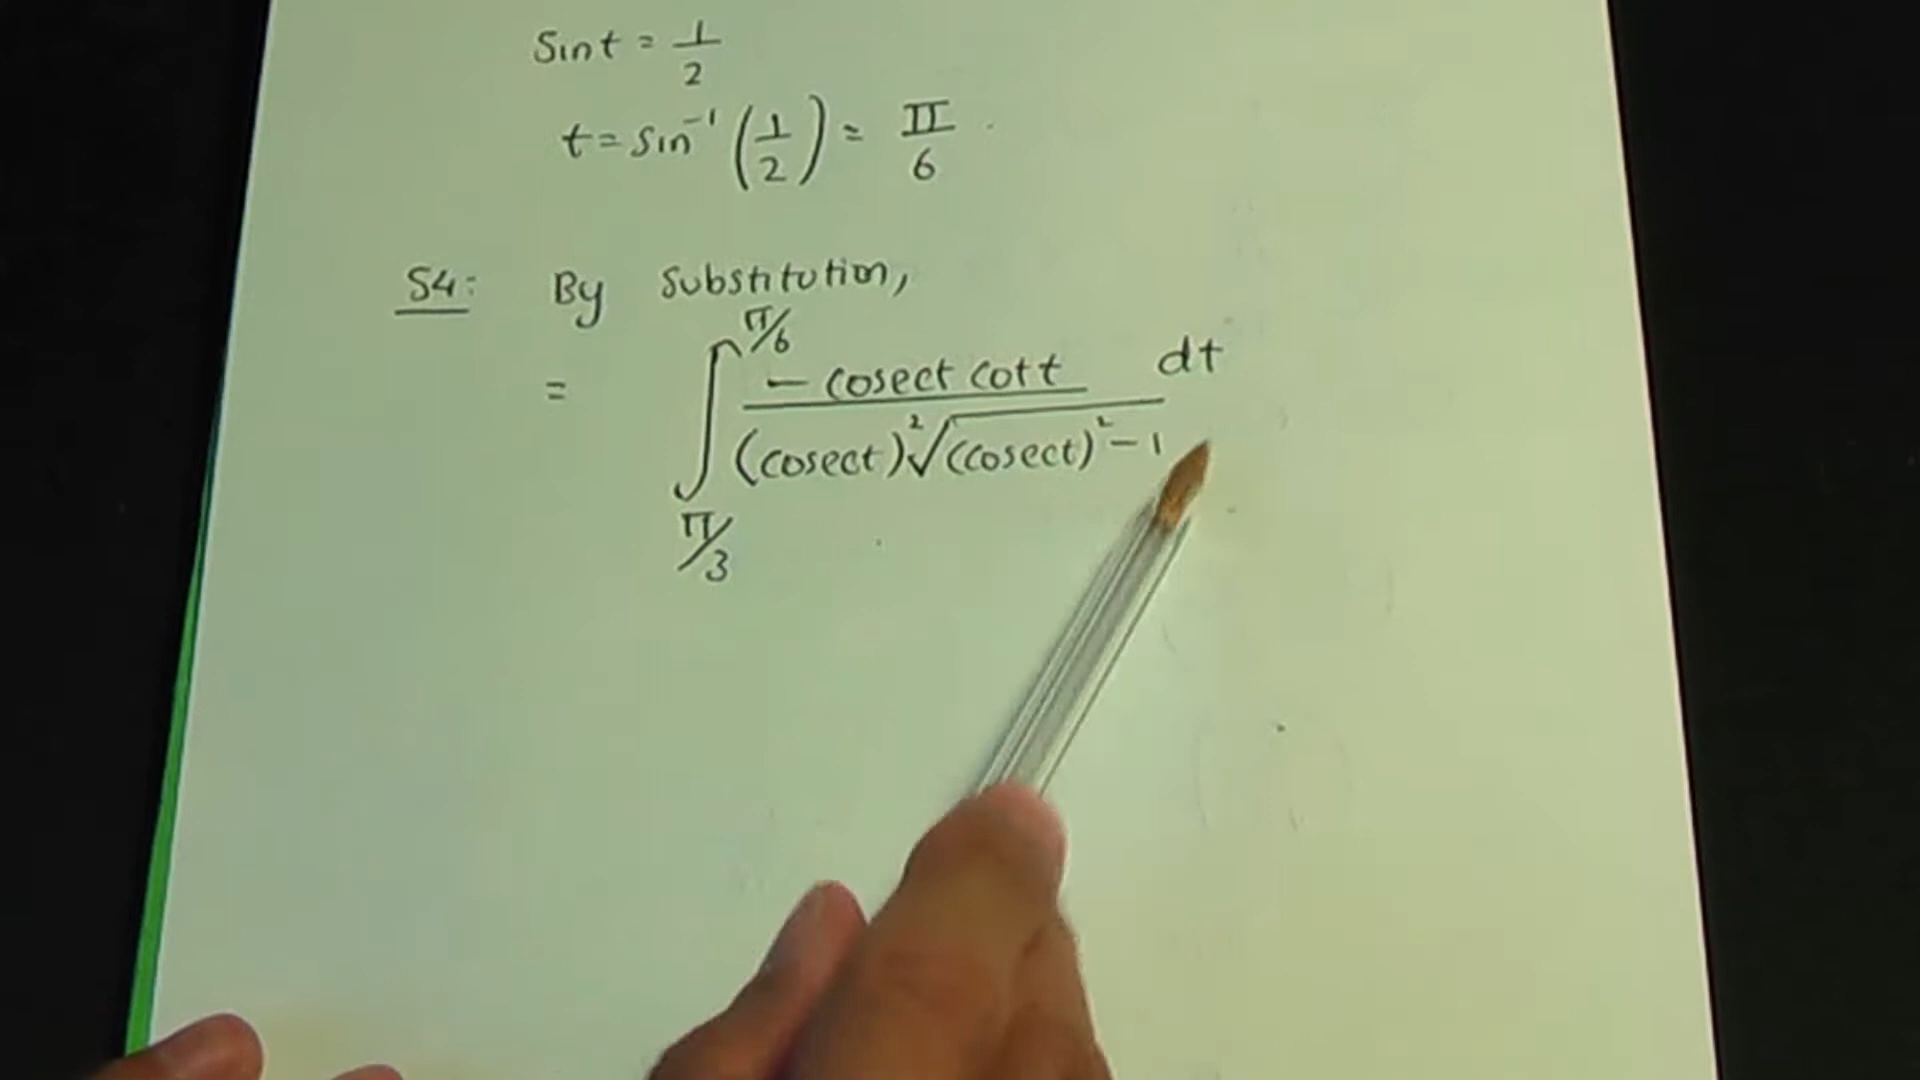 Sint = 1/2
t = Sin⁻¹ (1/2) = π/6
S4: By Substitution,
= ∫_{π/3}^{π/6} -cosect cott / (cosect)² √(cosect)² - 1 dt